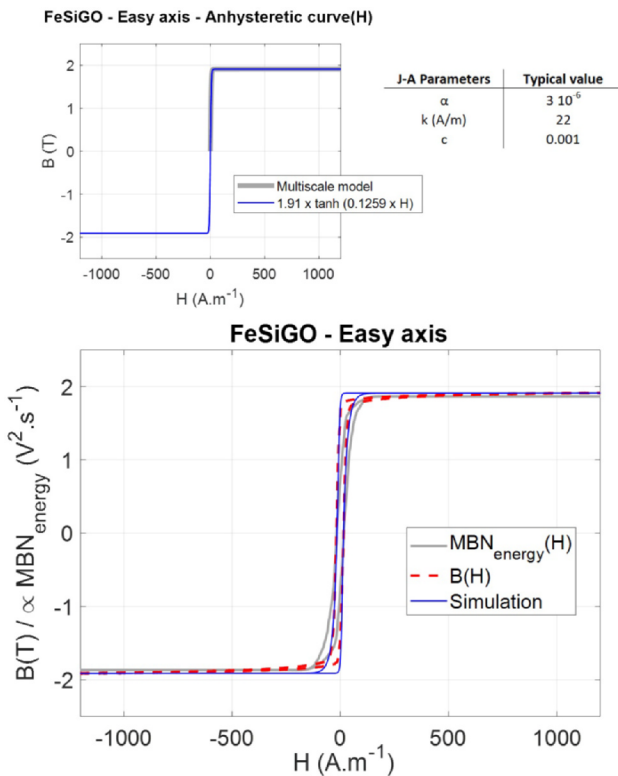 FeSiGO - Easy axis - Anhysteretic curve(H)
2
1
0
-1
-2
B (T)
-1000 -500 0 500 1000
H (A.m⁻¹)
Multiscale model
1.91 x tanh (0.1259 x H)
J-A Parameters Typical value
α 3 10⁻⁶
k (A/m) 22
c 0.001
FeSiGO - Easy axis
2
1
0
-1
-2
B(T) / ∝ MBN_energy (V².s⁻¹)
MBN_energy(H)
B(H)
Simulation
-1000 -500 0 500 1000
H (A.m⁻¹)